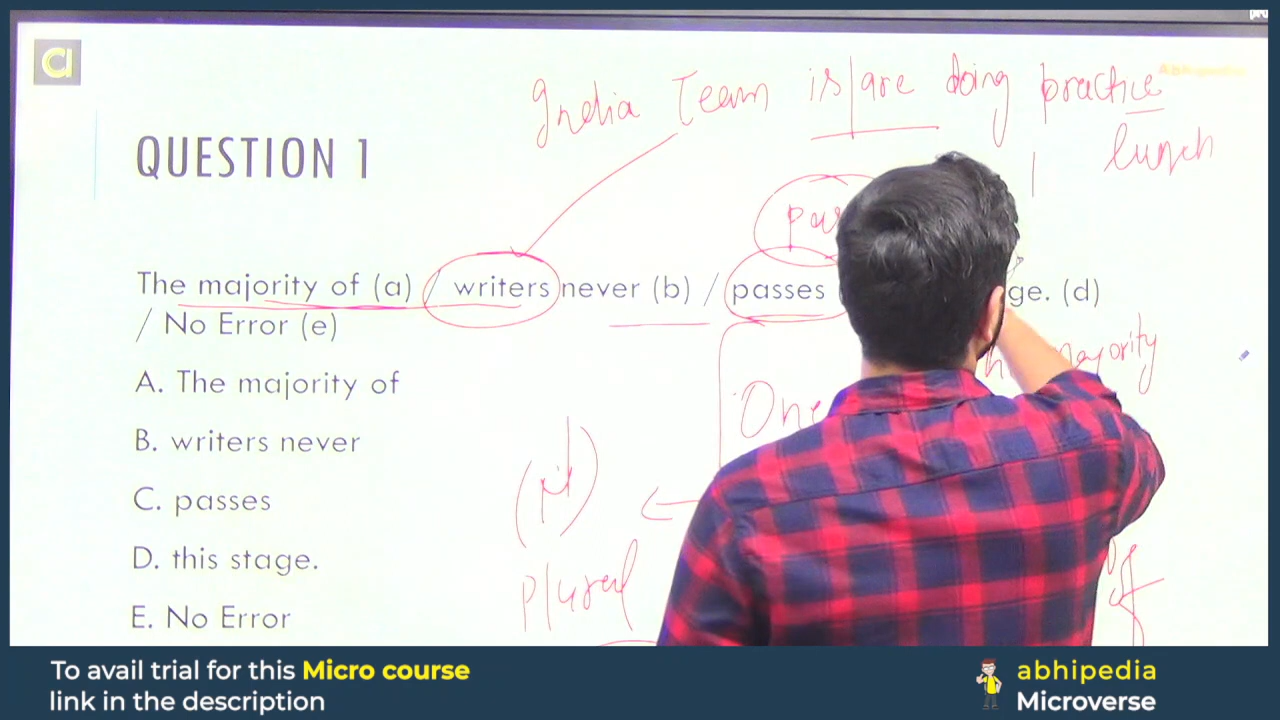 India Team is/are doing practice
lunch
QUESTION 1
The majority of (a) / writers never (b) / passes ge. (d)
/ No Error (e)
majority
A. The majority of
One
B. writers never
C. passes
D. this stage.
plural
of
E. No Error
To avail trial for this Micro course
link in the description
abhipedia
Microverse